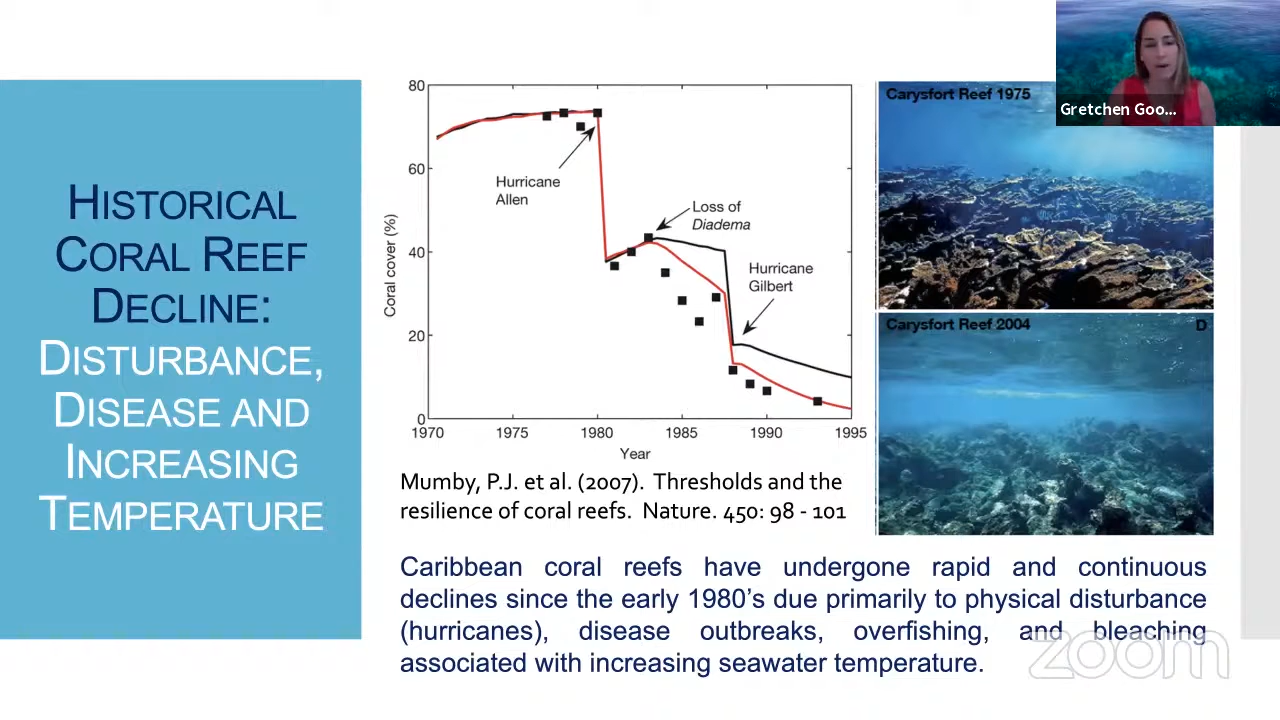 HISTORICAL
CORAL REEF
DECLINE:
DISTURBANCE,
DISEASE AND
INCREASING
TEMPERATURE
80
60
40
20
0
Coral cover (%)
1970 1975 1980 1985 1990 1995
Year
Hurricane
Allen
Loss of
Diadema
Hurricane
Gilbert
Carysfort Reef 1975
Carysfort Reef 2004 D
Gretchen Goo...
Mumby, P.J. et al. (2007). Thresholds and the
resilience of coral reefs. Nature. 450: 98 - 101
Caribbean coral reefs have undergone rapid and continuous
declines since the early 1980's due primarily to physical disturbance
(hurricanes), disease outbreaks, overfishing, and bleaching
associated with increasing seawater temperature.
zoom